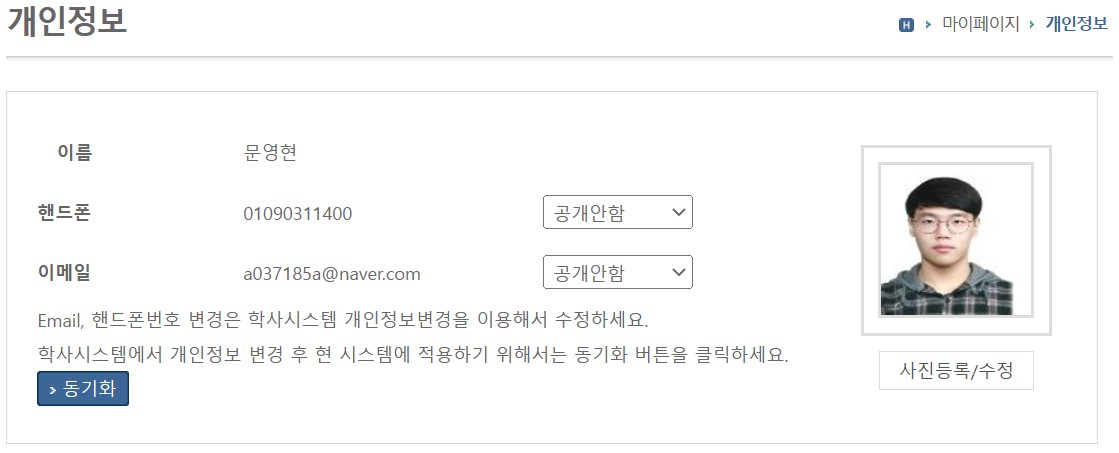 개인정보
H › 마이페이지 › 개인정보
이름 문영현
핸드폰 01090311400 공개안함
이메일 a037185a@naver.com 공개안함
Email, 핸드폰번호 변경은 학사시스템 개인정보변경을 이용해서 수정하세요.
학사시스템에서 개인정보 변경 후 현 시스템에 적용하기 위해서는 동기화 버튼을 클릭하세요.
› 동기화
사진등록/수정